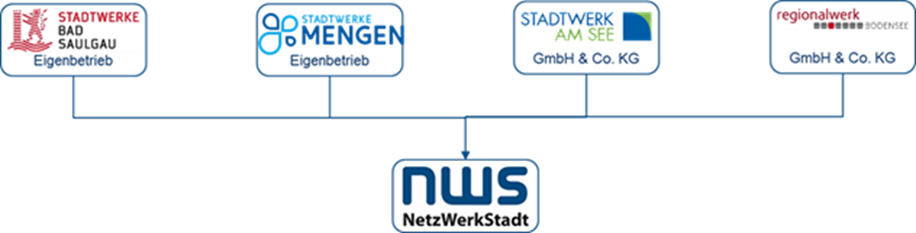 STADTWERKE
BAD
SAULGAU
Eigenbetrieb
STADTWERKE
MENGEN
Eigenbetrieb
STADTWERK
AM SEE
GmbH & Co. KG
regionalwerk
BODENSEE
GmbH & Co. KG
nws
NetzWerkStadt